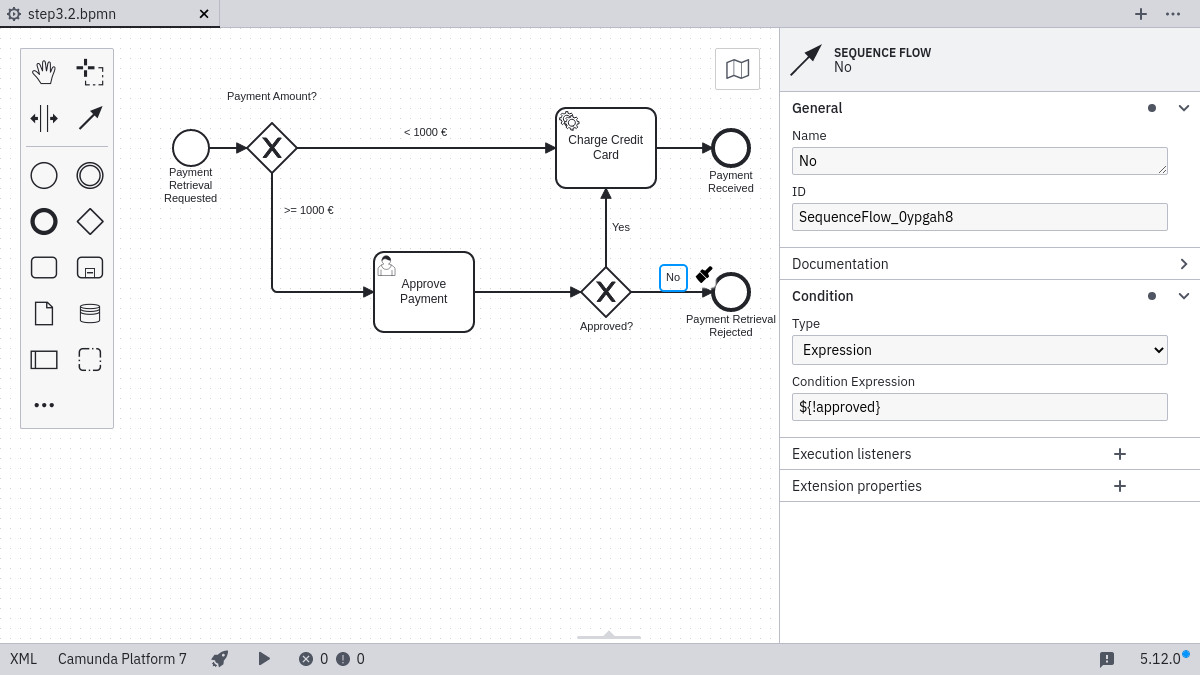 step3.2.bpmn
Payment Amount?
< 1000 €
Charge Credit
Card
Payment
Retrieval
Requested
Payment
Received
>= 1000 €
Yes
Approve
Payment
No
Approved?
Payment Retrieval
Rejected
SEQUENCE FLOW
No
General
Name
No
ID
SequenceFlow_0ypgah8
Documentation
Condition
Type
Expression
Condition Expression
${!approved}
Execution listeners
Extension properties
XML Camunda Platform 7 0 0 5.12.0